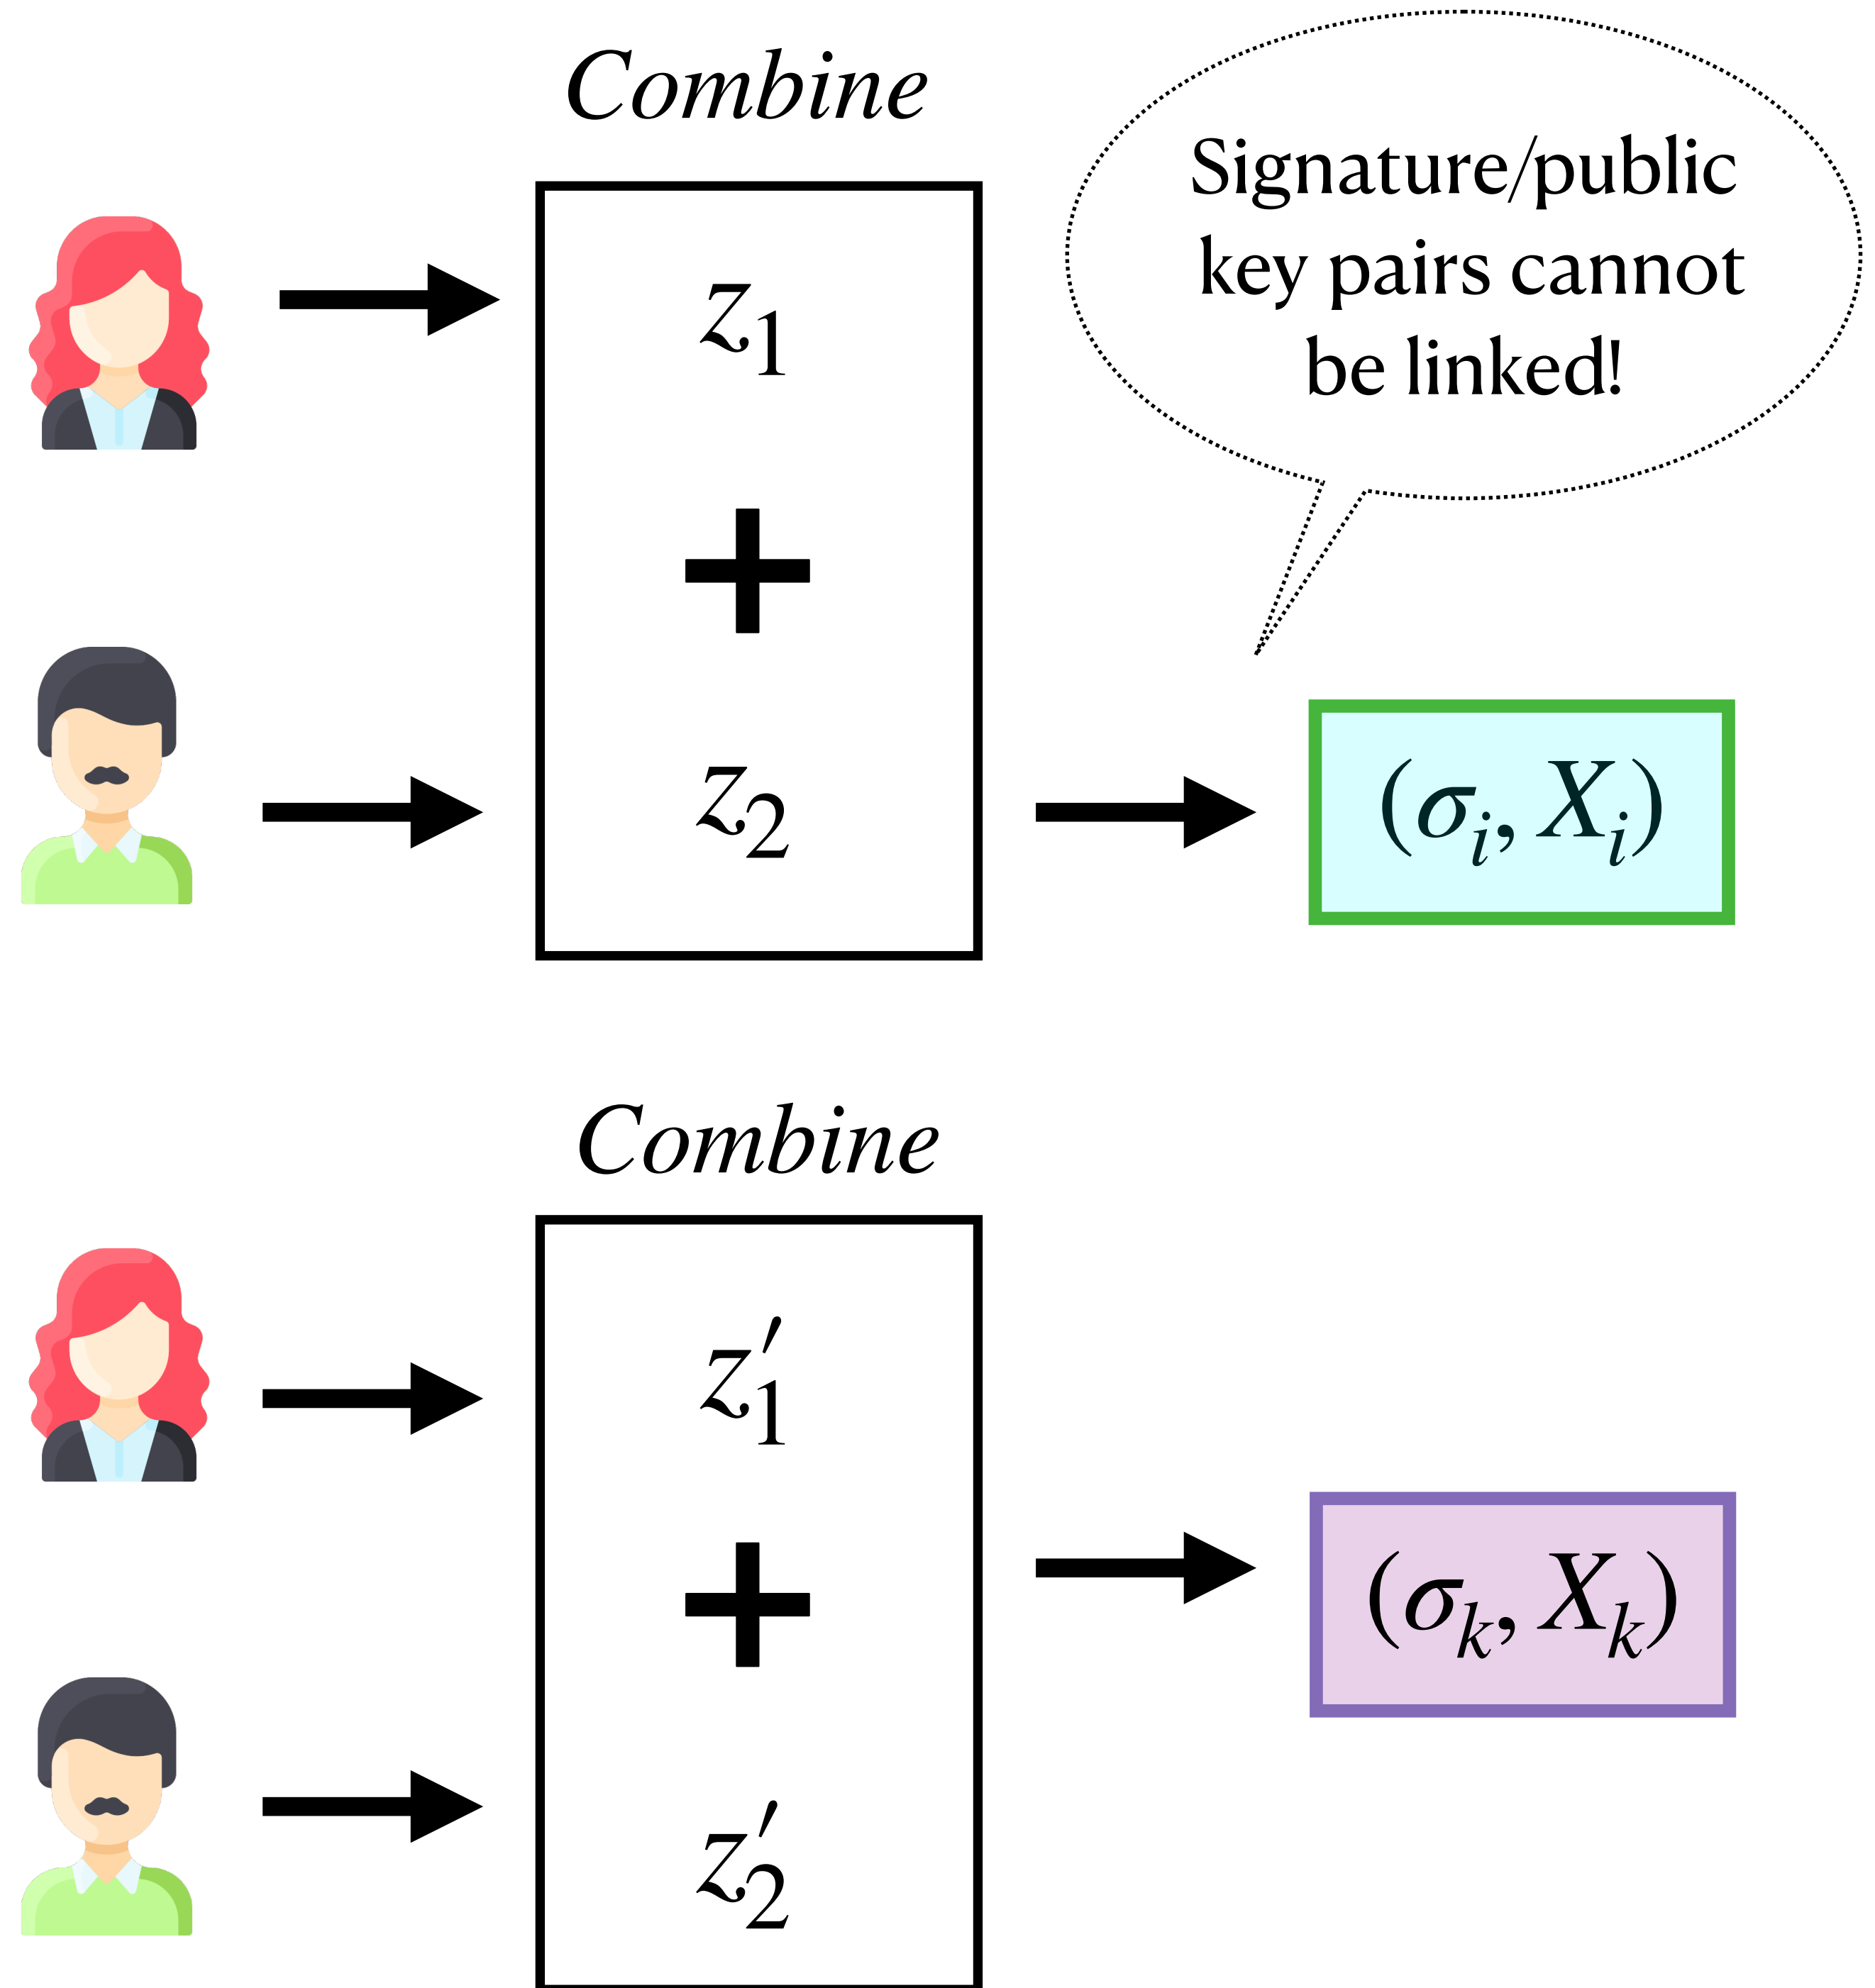 Combine
z₁
+
z₂
Signature/public
key pairs cannot
be linked!
(σᵢ, Xᵢ)
Combine
z′₁
+
z′₂
(σₖ, Xₖ)